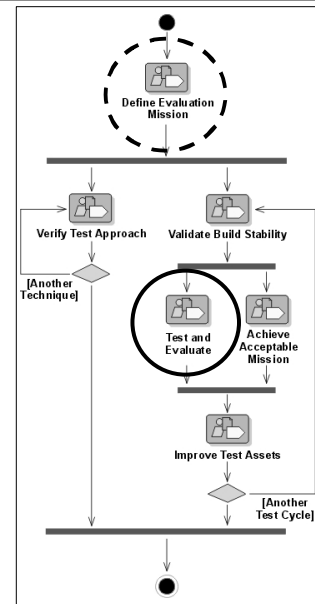 Define Evaluation
Mission
Verify Test Approach
Validate Build Stability
[Another
Technique]
Test and
Evaluate
Achieve
Acceptable
Mission
Improve Test Assets
[Another
Test Cycle]